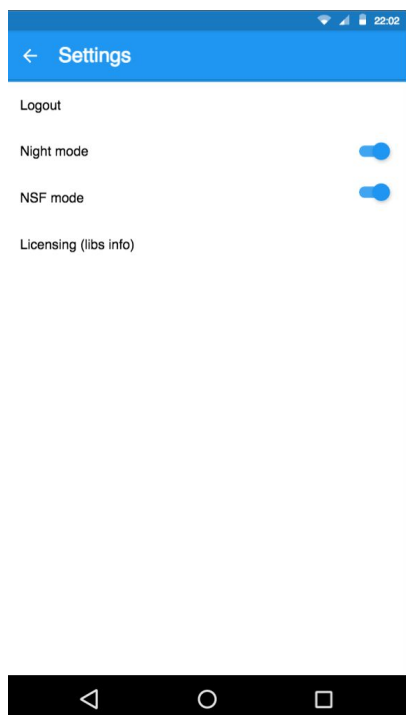 22:02
Settings
Logout
Night mode
NSF mode
Licensing (libs info)